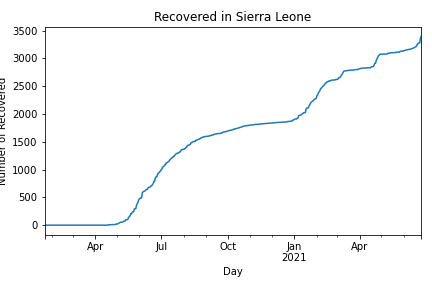 Recovered in Sierra Leone
Number of Recovered
3500
3000
2500
2000
1500
1000
500
0
Apr
Jul
Oct
Jan
Apr
2021
Day